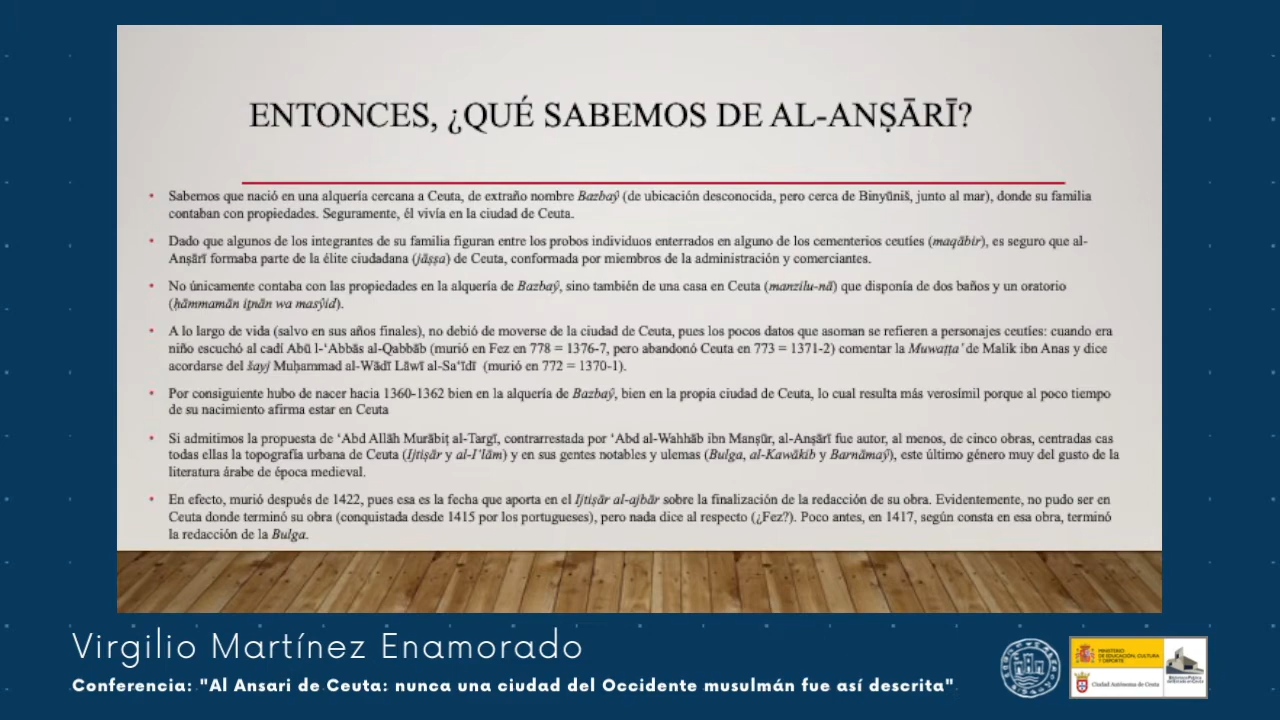 ENTONCES, ¿QUÉ SABEMOS DE AL-ANṢĀRĪ?
• Sabemos que nació en una alquería cercana a Ceuta, de extraño nombre Bazbaŷ (de ubicación desconocida, pero cerca de Binyūniš, junto al mar), donde su familia
contaban con propiedades. Seguramente, él vivía en la ciudad de Ceuta.
• Dado que algunos de los integrantes de su familia figuran entre los probos individuos enterrados en alguno de los cementerios ceutíes (maqābir), es seguro que al-
Anṣārī formaba parte de la élite ciudadana (jāṣṣa) de Ceuta, conformada por miembros de la administración y comerciantes.
• No únicamente contaba con las propiedades en la alquería de Bazbaŷ, sino también de una casa en Ceuta (manzilu-nā) que disponía de dos baños y un oratorio
(ḥāmmamān iṯnān wa masŷid).
• A lo largo de vida (salvo en sus años finales), no debió de moverse de la ciudad de Ceuta, pues los pocos datos que asoman se refieren a personajes ceutíes: cuando era
niño escuchó al cadí Abū l-ʻAbbās al-Qabbāb (murió en Fez en 778 = 1376-7, pero abandonó Ceuta en 773 = 1371-2) comentar la Muwaṭṭaʼ de Malik ibn Anas y dice
acordarse del šayj Muḥammad al-Wādī Lāwī al-Saʻīdī (murió en 772 = 1370-1).
• Por consiguiente hubo de nacer hacia 1360-1362 bien en la alquería de Bazbaŷ, bien en la propia ciudad de Ceuta, lo cual resulta más verosímil porque al poco tiempo
de su nacimiento afirma estar en Ceuta
• Si admitimos la propuesta de ʻAbd Allāh Murābiṭ al-Targī, contrarrestada por ʻAbd al-Wahhāb ibn Manṣūr, al-Anṣārī fue autor, al menos, de cinco obras, centradas cas
todas ellas la topografía urbana de Ceuta (Ijtiṣār y al-Iʻlām) y en sus gentes notables y ulemas (Bulga, al-Kawākib y Barnāmaŷ), este último género muy del gusto de la
literatura árabe de época medieval.
• En efecto, murió después de 1422, pues esa es la fecha que aporta en el Ijtiṣār al-ajbār sobre la finalización de la redacción de su obra. Evidentemente, no pudo ser en
Ceuta donde terminó su obra (conquistada desde 1415 por los portugueses), pero nada dice al respecto (¿Fez?). Poco antes, en 1417, según consta en esa obra, terminó
la redacción de la Bulga.
Virgilio Martínez Enamorado
Conferencia: "Al Ansari de Ceuta: nunca una ciudad del Occidente musulmán fue así descrita"
MINISTERIO
DE EDUCACIÓN, CULTURA
Y DEPORTE
Ciudad Autónoma de Ceuta